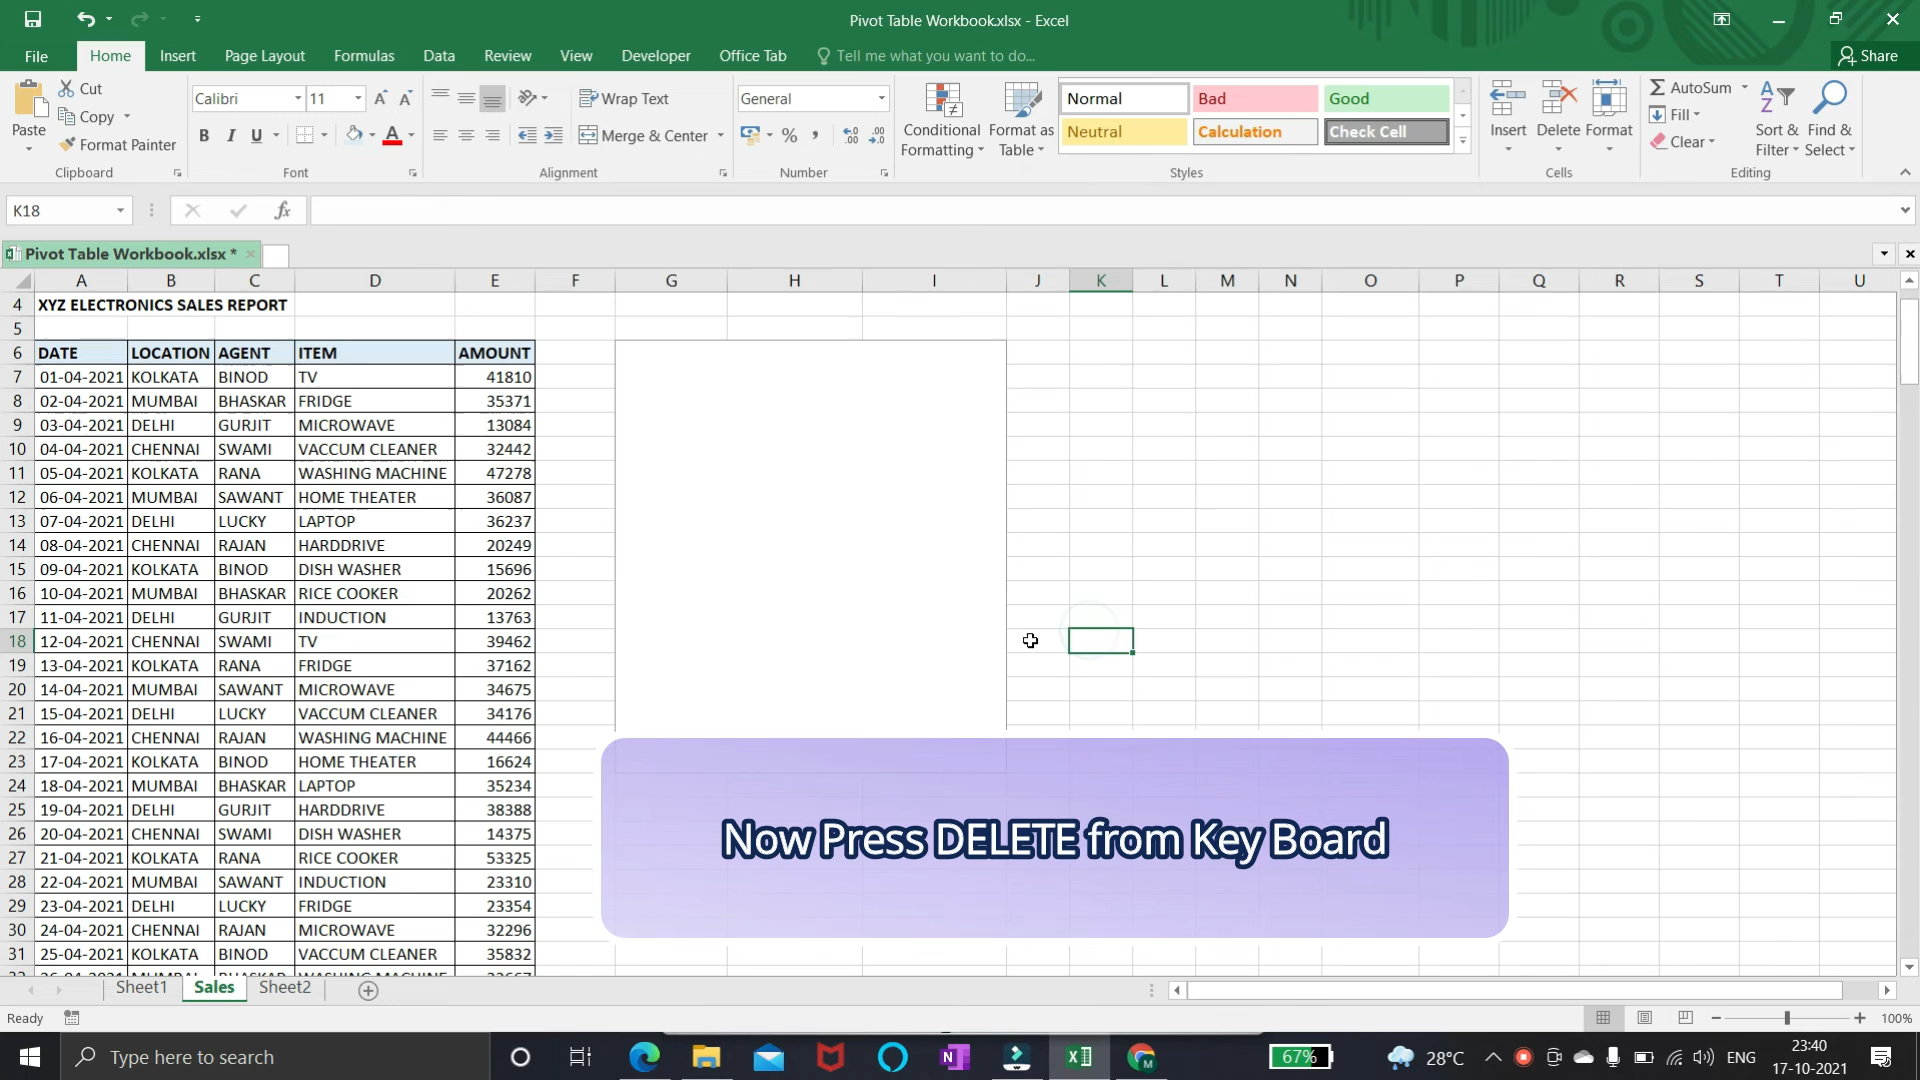 Pivot Table Workbook.xlsx - Excel
File Home Insert Page Layout Formulas Data Review View Developer Office Tab Tell me what you want to do... Share
Paste Cut Copy Format Painter Clipboard
Calibri 11 B I U A Font
Wrap Text Merge & Center Alignment
General % , Number
Conditional Formatting Format as Table
Normal Bad Good
Neutral Calculation Check Cell
Styles
Insert Delete Format Cells
AutoSum Fill Clear Sort & Filter Find & Select Editing
K18 fx
Pivot Table Workbook.xlsx *
A B C D E F G H I J K L M N O P Q R S T U
4 XYZ ELECTRONICS SALES REPORT
5
6 DATE LOCATION AGENT ITEM AMOUNT
7 01-04-2021 KOLKATA BINOD TV 41810
8 02-04-2021 MUMBAI BHASKAR FRIDGE 35371
9 03-04-2021 DELHI GURJIT MICROWAVE 13084
10 04-04-2021 CHENNAI SWAMI VACCUM CLEANER 32442
11 05-04-2021 KOLKATA RANA WASHING MACHINE 47278
12 06-04-2021 MUMBAI SAWANT HOME THEATER 36087
13 07-04-2021 DELHI LUCKY LAPTOP 36237
14 08-04-2021 CHENNAI RAJAN HARDDRIVE 20249
15 09-04-2021 KOLKATA BINOD DISH WASHER 15696
16 10-04-2021 MUMBAI BHASKAR RICE COOKER 20262
17 11-04-2021 DELHI GURJIT INDUCTION 13763
18 12-04-2021 CHENNAI SWAMI TV 39462
19 13-04-2021 KOLKATA RANA FRIDGE 37162
20 14-04-2021 MUMBAI SAWANT MICROWAVE 34675
21 15-04-2021 DELHI LUCKY VACCUM CLEANER 34176
22 16-04-2021 CHENNAI RAJAN WASHING MACHINE 44466
23 17-04-2021 KOLKATA BINOD HOME THEATER 16624
24 18-04-2021 MUMBAI BHASKAR LAPTOP 35234
25 19-04-2021 DELHI GURJIT HARDDRIVE 38388
26 20-04-2021 CHENNAI SWAMI DISH WASHER 14375
27 21-04-2021 KOLKATA RANA RICE COOKER 53325
28 22-04-2021 MUMBAI SAWANT INDUCTION 23310
29 23-04-2021 DELHI LUCKY FRIDGE 23354
30 24-04-2021 CHENNAI RAJAN MICROWAVE 32296
31 25-04-2021 KOLKATA BINOD VACCUM CLEANER 35832
Now Press DELETE from Key Board
Sheet1 Sales Sheet2
Ready 100%
Type here to search 67% 28°C ENG 23:40
17-10-2021